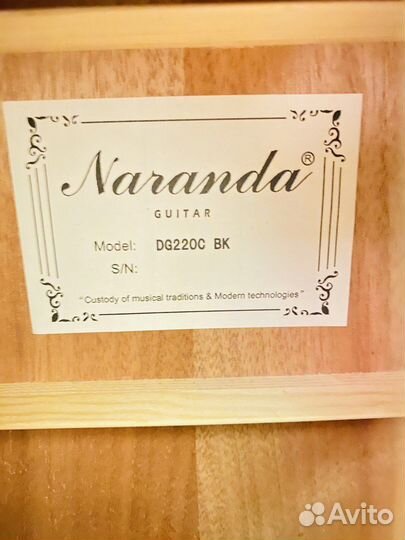 Naranda®
GUITAR
Model: DG220C BK
S/N:
"Custody of musical traditions & Modern technologies"
Avito